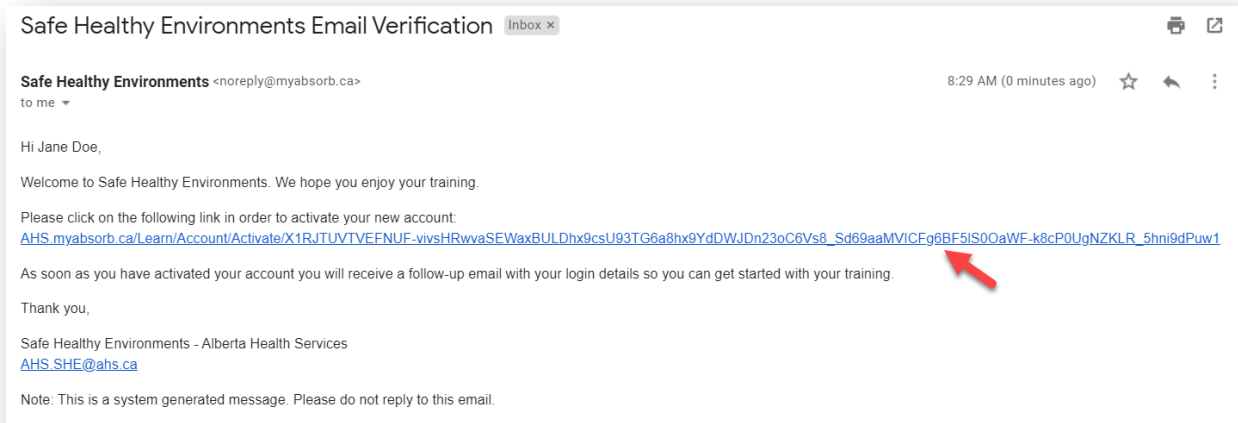 Safe Healthy Environments Email Verification Inbox ×
Safe Healthy Environments <noreply@myabsorb.ca> 8:29 AM (0 minutes ago)
to me
Hi Jane Doe,
Welcome to Safe Healthy Environments. We hope you enjoy your training.
Please click on the following link in order to activate your new account:
AHS.myabsorb.ca/Learn/Account/Activate/X1RJTUVTVEFNUF-vivsHRwvaSEWaxBULDhx9csU93TG6a8hx9YdDWJDn23oC6Vs8_Sd69aaMVICFg6BF5lS0OaWF-k8cP0UgNZKLR_5hni9dPuw1
As soon as you have activated your account you will receive a follow-up email with your login details so you can get started with your training.
Thank you,
Safe Healthy Environments - Alberta Health Services
AHS.SHE@ahs.ca
Note: This is a system generated message. Please do not reply to this email.